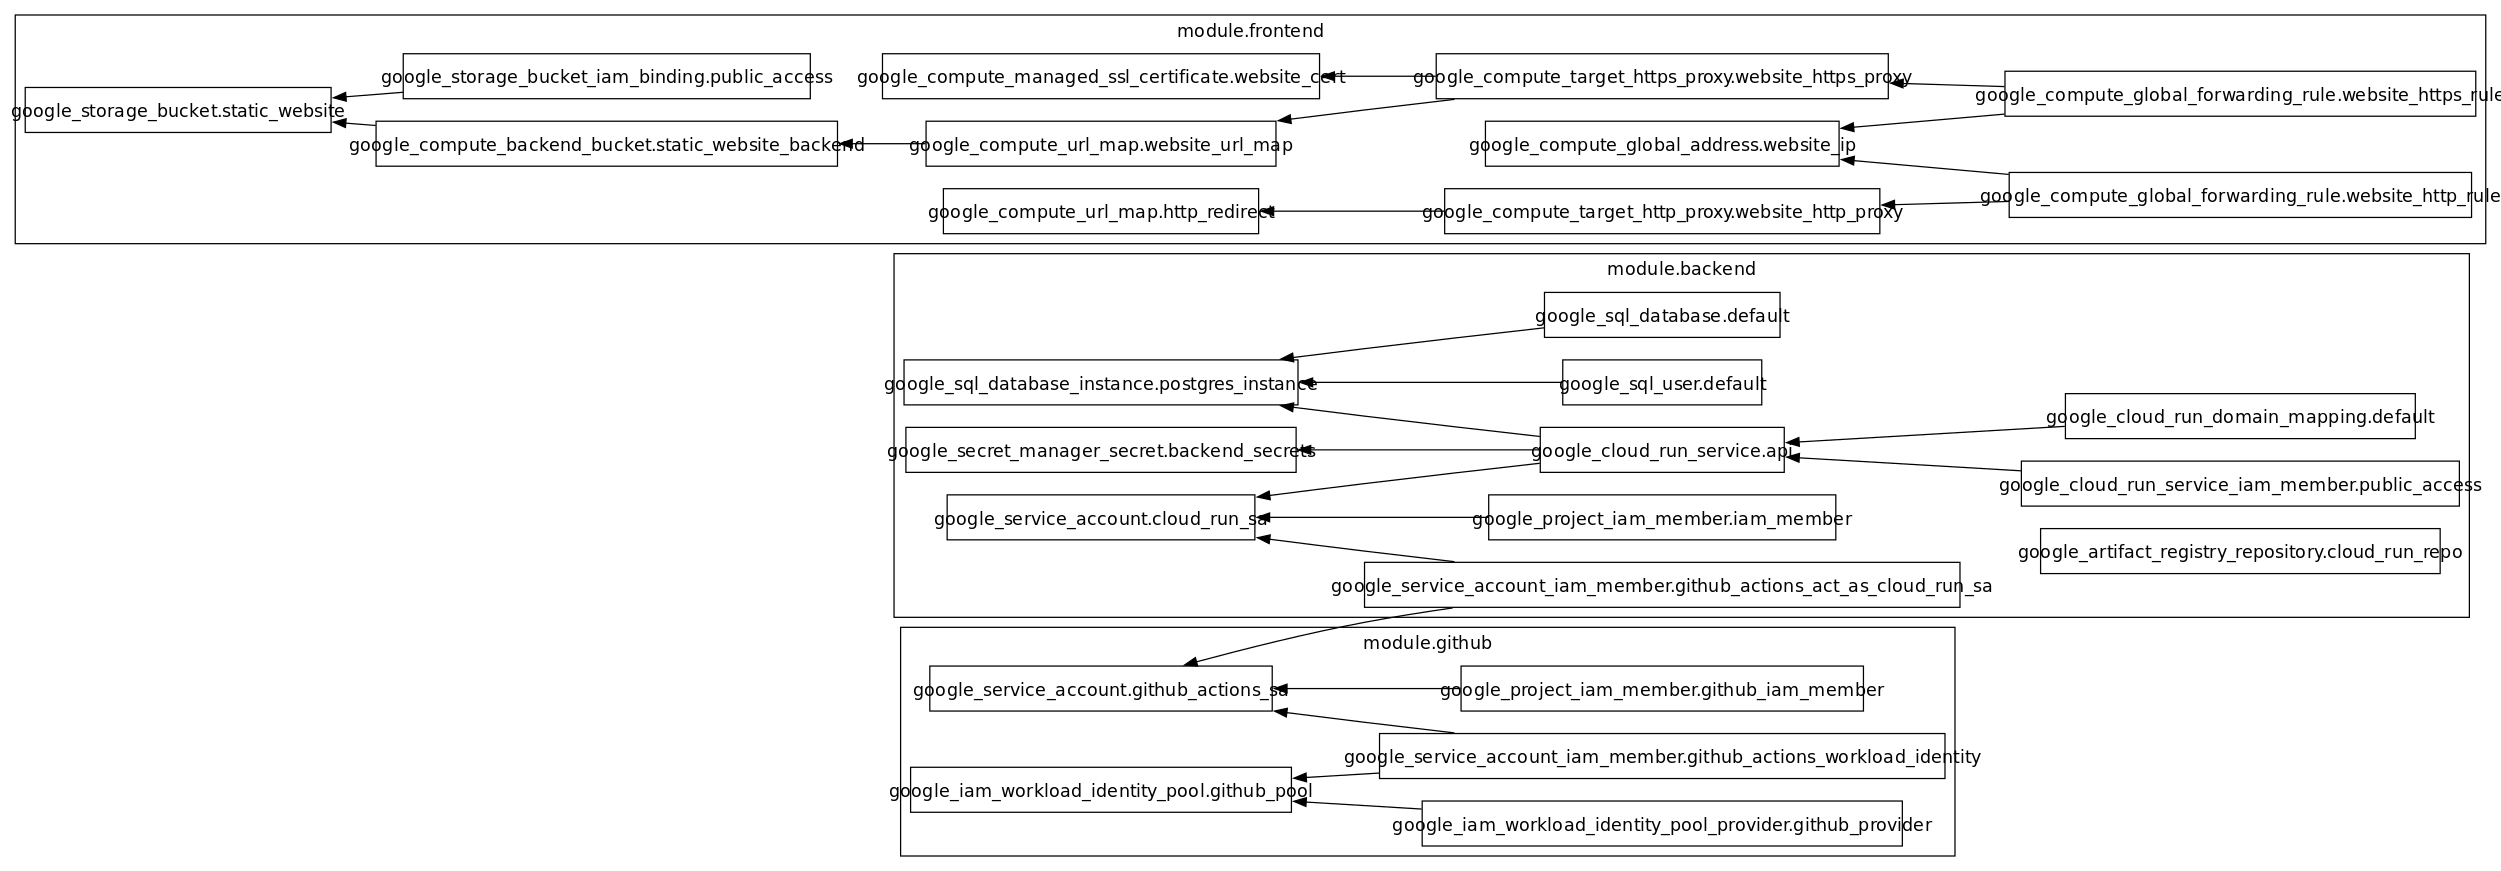 module.frontend
google_storage_bucket_iam_binding.public_access
google_compute_managed_ssl_certificate.website_cert
google_compute_target_https_proxy.website_https_proxy
google_compute_global_forwarding_rule.website_https_rule
google_storage_bucket.static_website
google_compute_backend_bucket.static_website_backend
google_compute_url_map.website_url_map
google_compute_global_address.website_ip
google_compute_global_forwarding_rule.website_http_rule
google_compute_url_map.http_redirect
google_compute_target_http_proxy.website_http_proxy
module.backend
google_sql_database.default
google_sql_database_instance.postgres_instance
google_sql_user.default
google_cloud_run_domain_mapping.default
google_secret_manager_secret.backend_secrets
google_cloud_run_service.api
google_cloud_run_service_iam_member.public_access
google_service_account.cloud_run_sa
google_project_iam_member.iam_member
google_artifact_registry_repository.cloud_run_repo
google_service_account_iam_member.github_actions_act_as_cloud_run_sa
module.github
google_service_account.github_actions_sa
google_project_iam_member.github_iam_member
google_service_account_iam_member.github_actions_workload_identity
google_iam_workload_identity_pool.github_pool
google_iam_workload_identity_pool_provider.github_provider